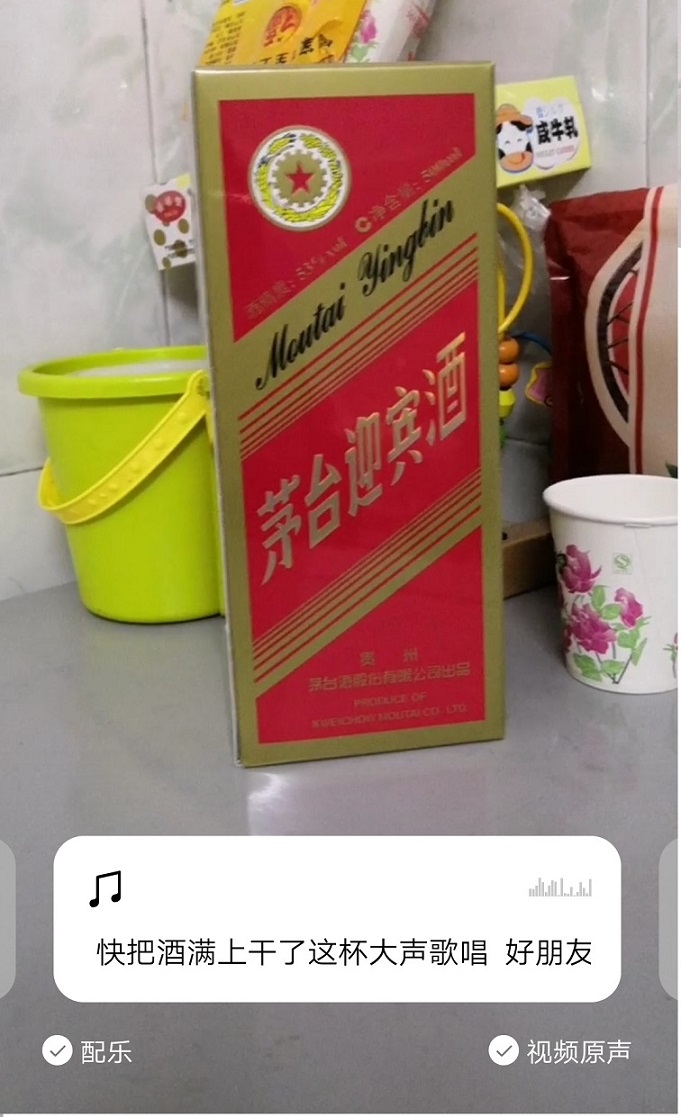 咸牛轧
酒精度：53%vol 净含量：500ml
Moutai Yingbin
茅台迎宾酒
贵 州
茅台酒股份有限公司出品
PRODUCE OF
KWEICHOW MOUTAI CO. LTD.
快把酒满上干了这杯大声歌唱 好朋友
配乐
视频原声